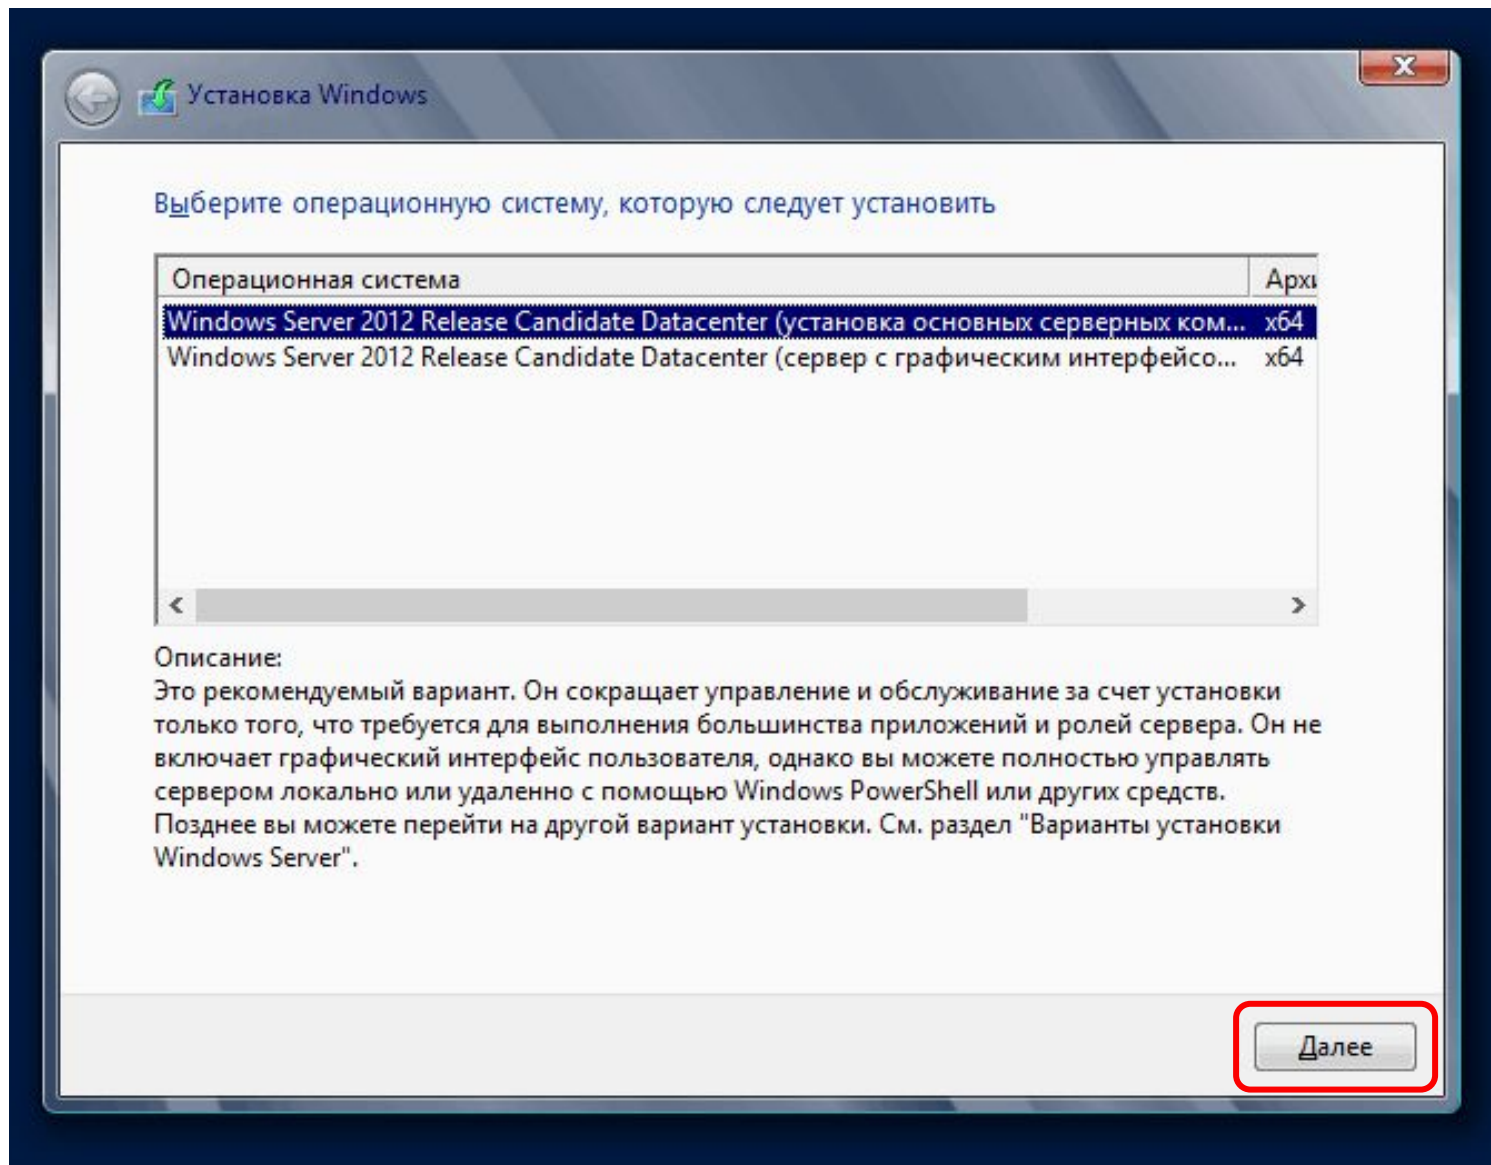 Установка Windows
Выберите операционную систему, которую следует установить
Операционная система Архи
Windows Server 2012 Release Candidate Datacenter (установка основных серверных ком... x64
Windows Server 2012 Release Candidate Datacenter (сервер с графическим интерфейсо... x64
Описание:
Это рекомендуемый вариант. Он сокращает управление и обслуживание за счет установки
только того, что требуется для выполнения большинства приложений и ролей сервера. Он не
включает графический интерфейс пользователя, однако вы можете полностью управлять
сервером локально или удаленно с помощью Windows PowerShell или других средств.
Позднее вы можете перейти на другой вариант установки. См. раздел "Варианты установки
Windows Server".
Далее